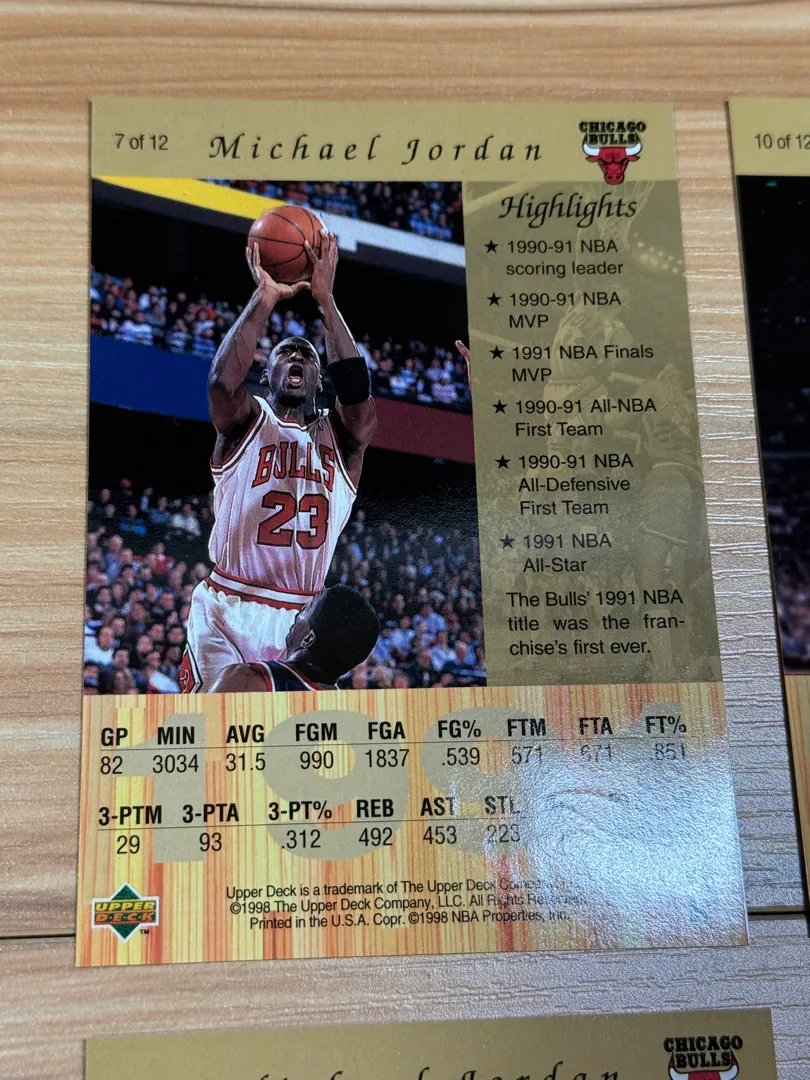 7 of 12 Michael Jordan CHICAGO
BULLS
10 of 12
Highlights
★ 1990-91 NBA
scoring leader
★ 1990-91 NBA
MVP
★ 1991 NBA Finals
MVP
★ 1990-91 All-NBA
First Team
★ 1990-91 NBA
All-Defensive
First Team
★ 1991 NBA
All-Star
The Bulls' 1991 NBA
title was the fran-
chise's first ever.
BULLS
23
1991
GP MIN AVG FGM FGA FG% FTM FTA FT%
82 3034 31.5 990 1837 .539 571 671 .851
3-PTM 3-PTA 3-PT% REB AST STL
29 93 .312 492 453 223
UPPER
DECK
TM
Upper Deck is a trademark of The Upper Deck
©1998 The Upper Deck Company, LLC. All Rights
Printed in the U.S.A. Copr. ©1998 NBA Properties, Inc.
Jordan
CHICAGO
BULLS